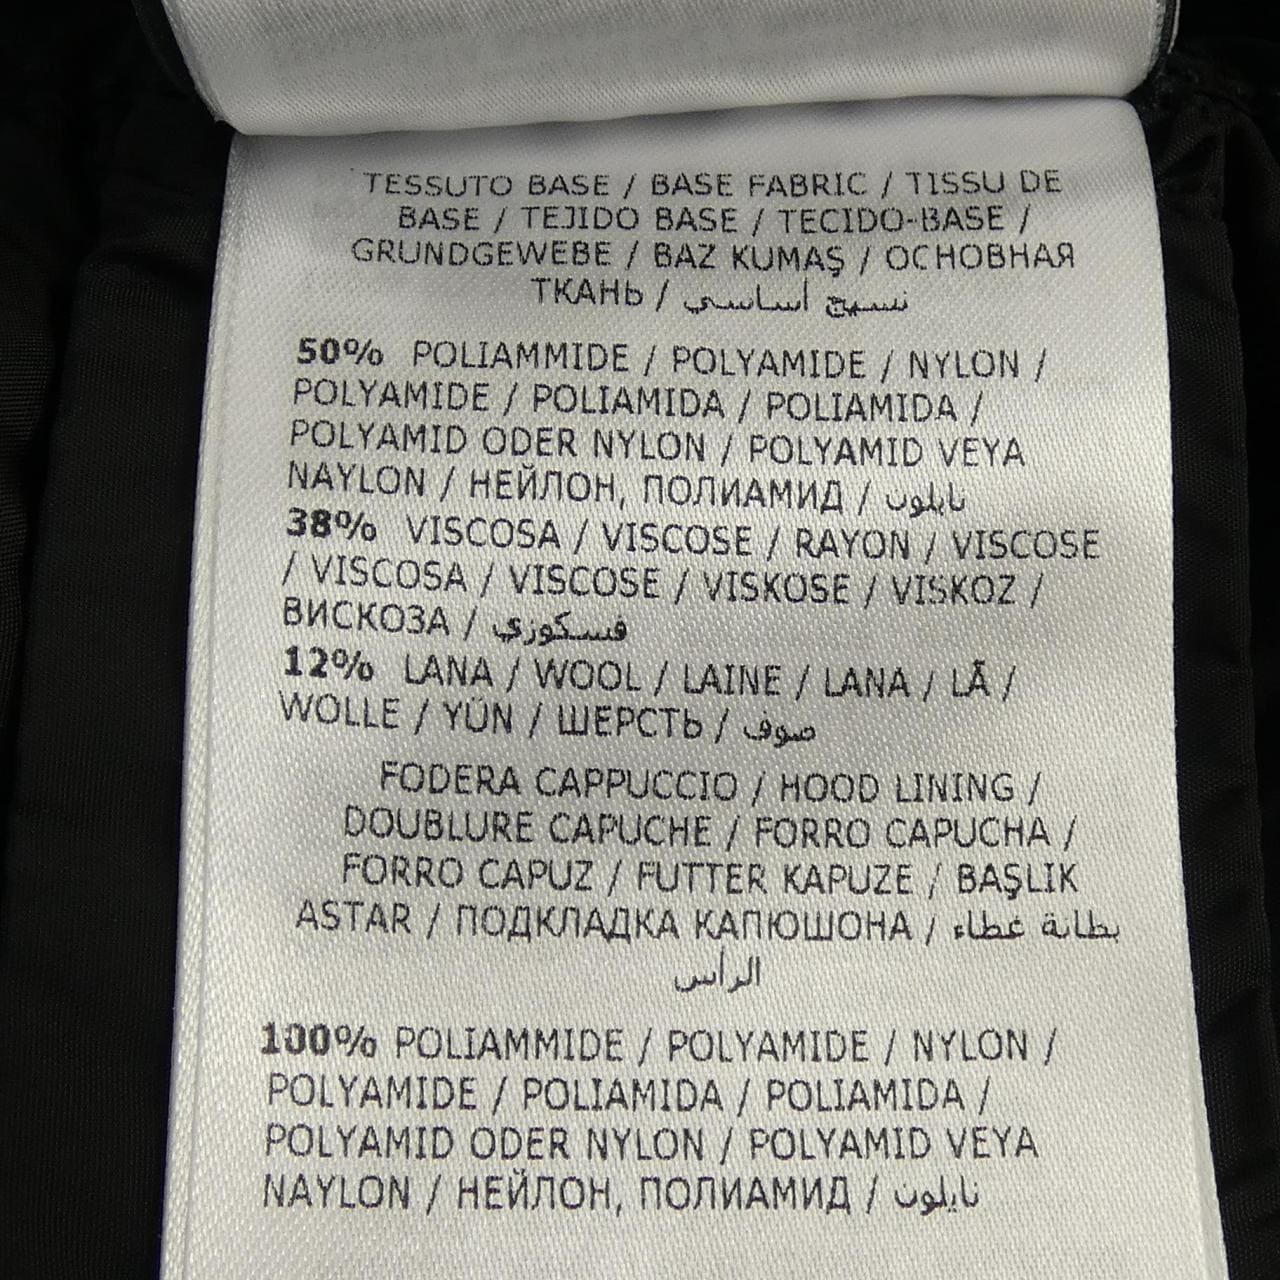 TESSUTO BASE / BASE FABRIC / TISSU DE
BASE / TEJIDO BASE / TECIDO-BASE /
GRUNDGEWEBE / BAZ KUMAŞ / ОСНОВНАЯ
ТКАНЬ / نسيج أساسي
50% POLIAMMIDE / POLYAMIDE / NYLON /
POLYAMIDE / POLIAMIDA / POLIAMIDA /
POLYAMID ODER NYLON / POLYAMID VEYA
NAYLON / НЕЙЛОН, ПОЛИАМИД / نايلون
38% VISCOSA / VISCOSE / RAYON / VISCOSE
/ VISCOSA / VISCOSE / VISKOSE / VISKOZ /
ВИСКОЗА / فسكوزي
12% LANA / WOOL / LAINE / LANA / LÃ /
WOLLE / YÜN / ШЕРСТЬ / صوف
FODERA CAPPUCCIO / HOOD LINING /
DOUBLURE CAPUCHE / FORRO CAPUCHA /
FORRO CAPUZ / FUTTER KAPUZE / BAŞLIK
ASTAR / ПОДКЛАДКА КАПЮШОНА / بطانة غطاء
الرأس
100% POLIAMMIDE / POLYAMIDE / NYLON /
POLYAMIDE / POLIAMIDA / POLIAMIDA /
POLYAMID ODER NYLON / POLYAMID VEYA
NAYLON / НЕЙЛОН, ПОЛИАМИД / نايلون